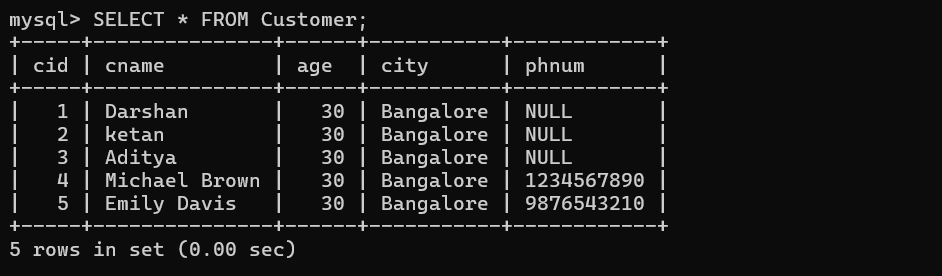 mysql> SELECT * FROM Customer;
+-----+---------------+------+-----------+------------+
| cid | cname         | age  | city      | phnum      |
+-----+---------------+------+-----------+------------+
|   1 | Darshan       |   30 | Bangalore | NULL       |
|   2 | ketan         |   30 | Bangalore | NULL       |
|   3 | Aditya        |   30 | Bangalore | NULL       |
|   4 | Michael Brown |   30 | Bangalore | 1234567890 |
|   5 | Emily Davis   |   30 | Bangalore | 9876543210 |
+-----+---------------+------+-----------+------------+
5 rows in set (0.00 sec)